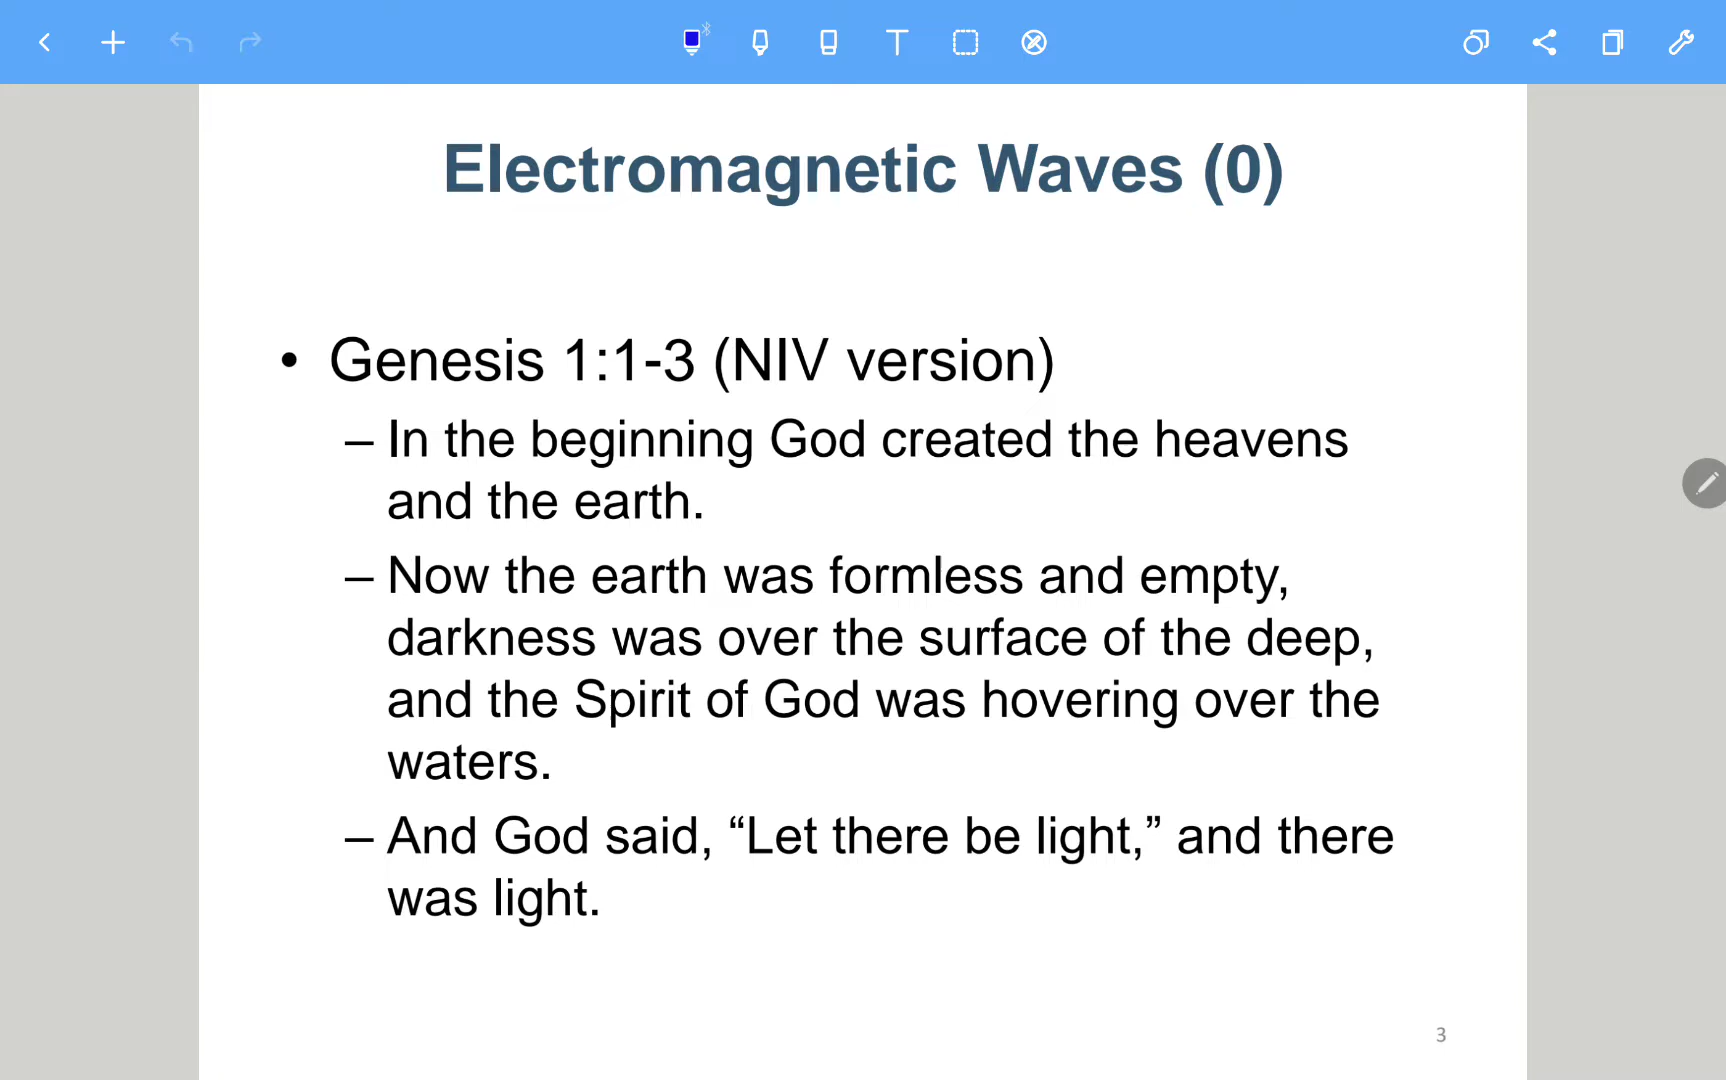 Electromagnetic Waves (0)
• Genesis 1:1-3 (NIV version)
– In the beginning God created the heavens
and the earth.
– Now the earth was formless and empty,
darkness was over the surface of the deep,
and the Spirit of God was hovering over the
waters.
– And God said, “Let there be light,” and there
was light.
3